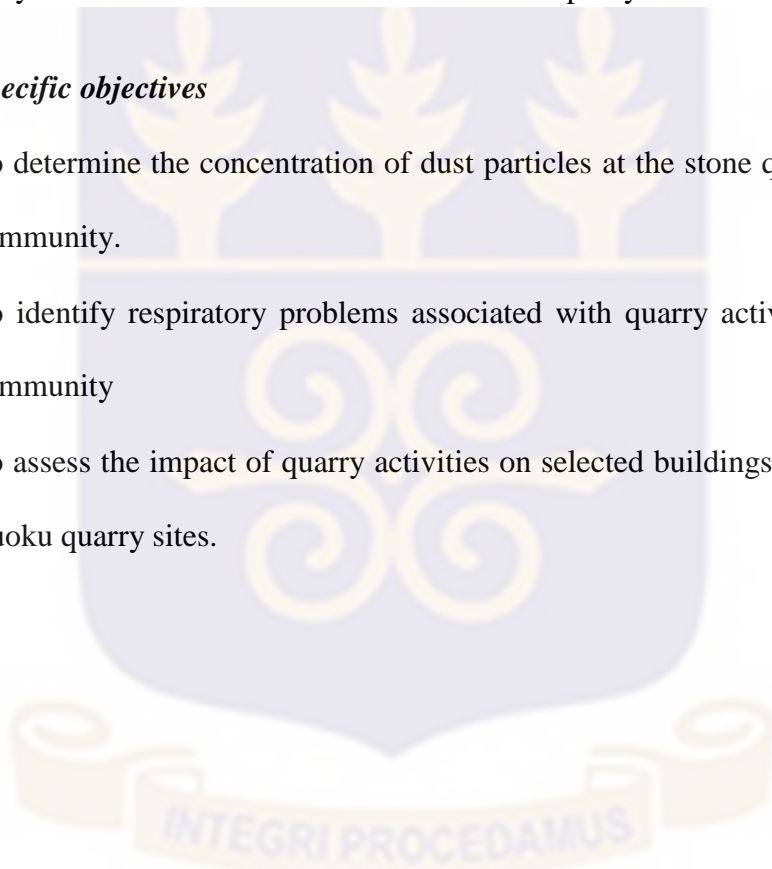 ecific objectives
o determine the concentration of dust particles at the stone q
mmunity.
o identify respiratory problems associated with quarry activ
mmunity
o assess the impact of quarry activities on selected buildings
uoku quarry sites.
INTEGRI PROCEDAMUS